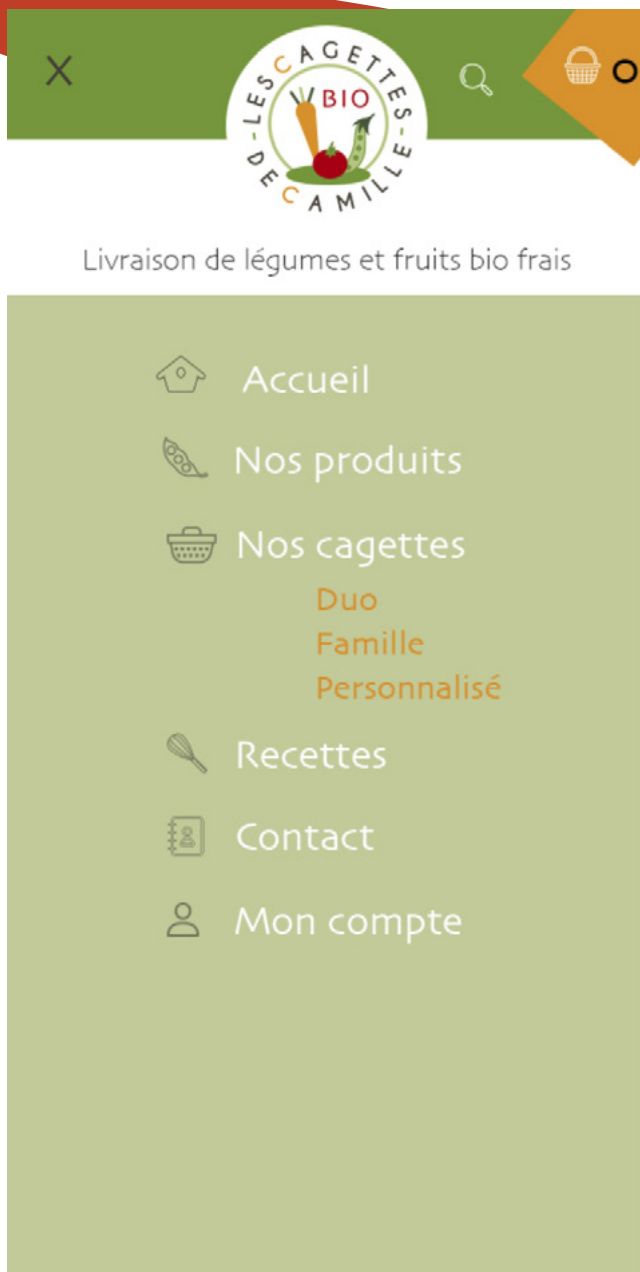 X
LES CAGETTES
BIO
DE CAMILLE
0
Livraison de légumes et fruits bio frais
Accueil
Nos produits
Nos cagettes
Duo
Famille
Personnalisé
Recettes
Contact
Mon compte